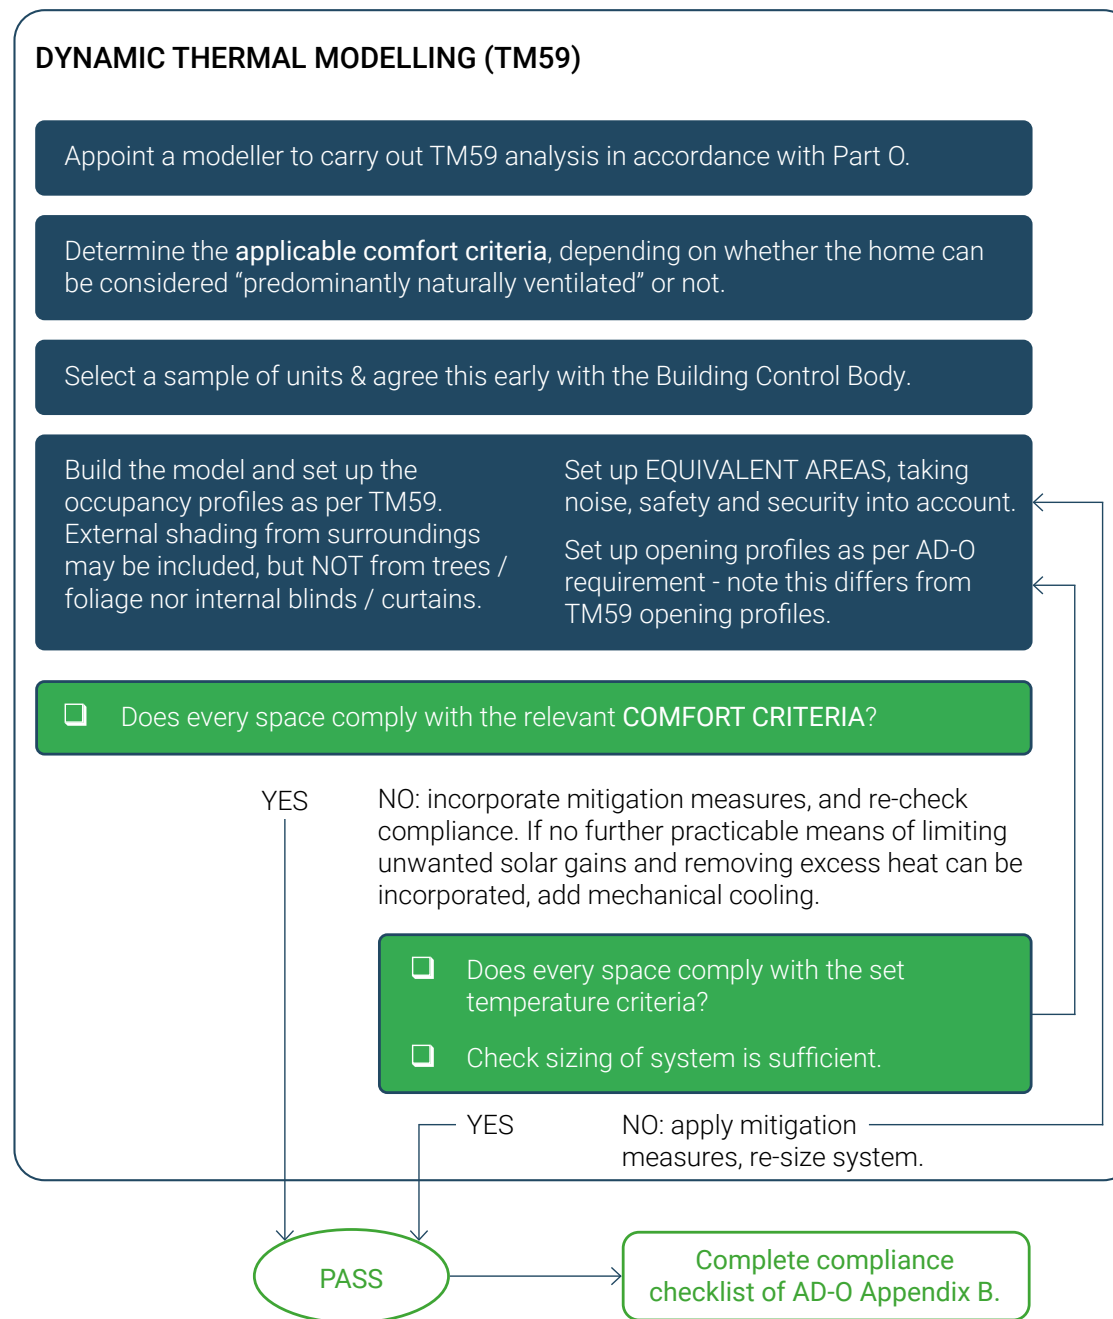 DYNAMIC THERMAL MODELLING (TM59)
Appoint a modeller to carry out TM59 analysis in accordance with Part O.
Determine the applicable comfort criteria, depending on whether the home can
be considered “predominantly naturally ventilated” or not.
Select a sample of units & agree this early with the Building Control Body.
Build the model and set up the
occupancy profiles as per TM59.
External shading from surroundings
may be included, but NOT from trees /
foliage nor internal blinds / curtains.
Set up EQUIVALENT AREAS, taking
noise, safety and security into account.
Set up opening profiles as per AD-O
requirement - note this differs from
TM59 opening profiles.
Does every space comply with the relevant COMFORT CRITERIA?
YES
NO: incorporate mitigation measures, and re-check
compliance. If no further practicable means of limiting
unwanted solar gains and removing excess heat can be
incorporated, add mechanical cooling.
Does every space comply with the set
temperature criteria?
Check sizing of system is sufficient.
YES
NO: apply mitigation
measures, re-size system.
PASS
Complete compliance
checklist of AD-O Appendix B.